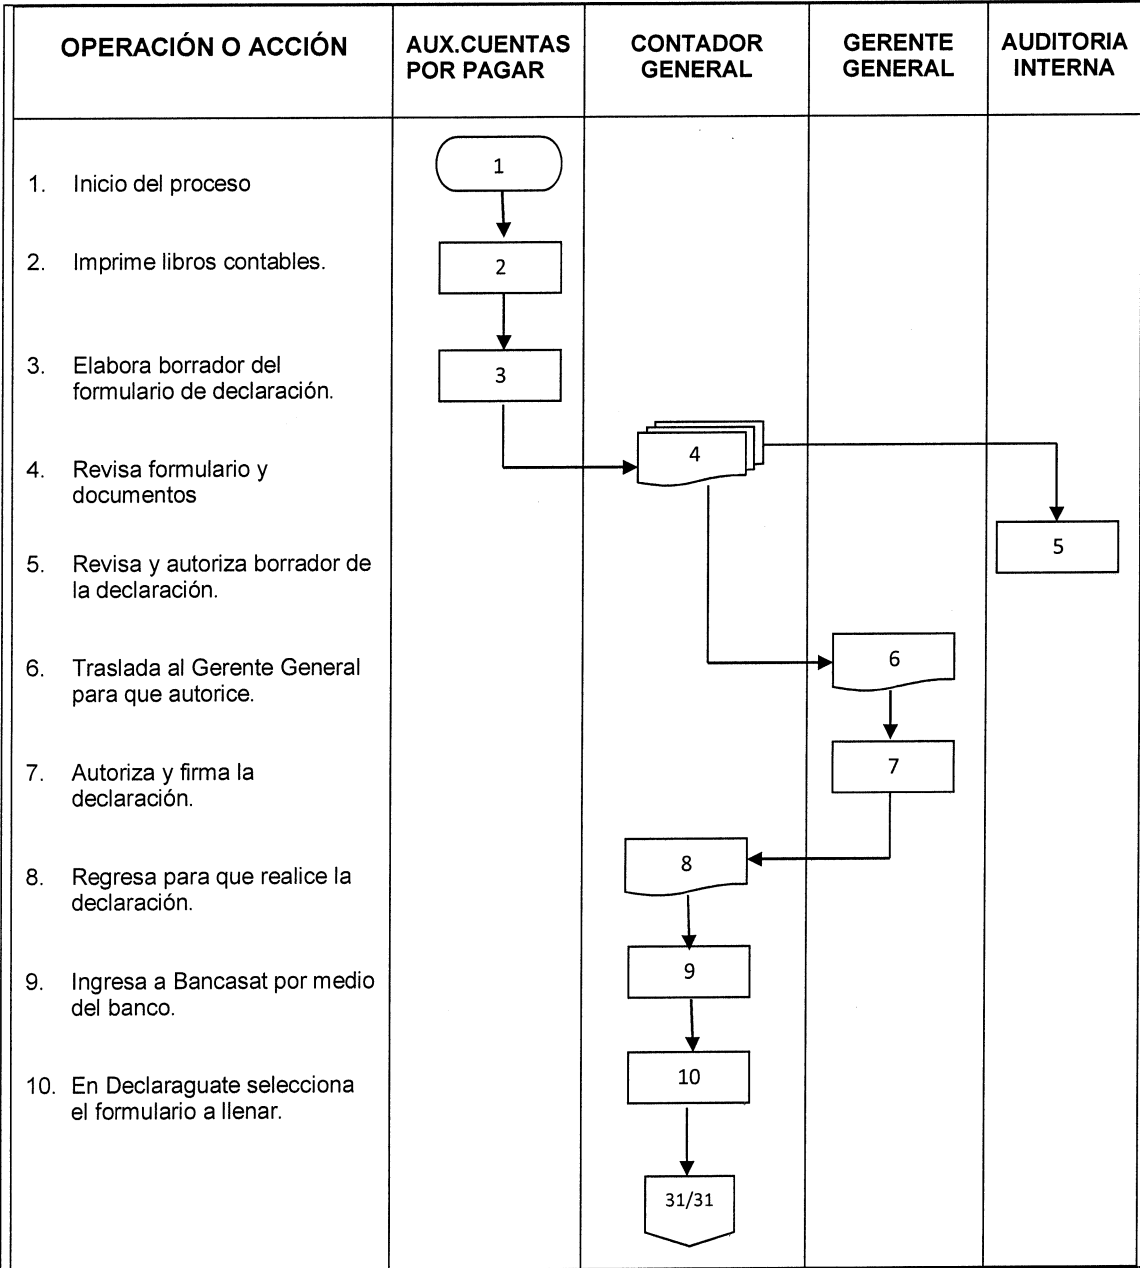 OPERACIÓN O ACCIÓN
AUX.CUENTAS
POR PAGAR
CONTADOR
GENERAL
GERENTE
GENERAL
AUDITORIA
INTERNA
1. Inicio del proceso
2. Imprime libros contables.
3. Elabora borrador del
formulario de declaración.
4. Revisa formulario y
documentos
5. Revisa y autoriza borrador de
la declaración.
6. Traslada al Gerente General
para que autorice.
7. Autoriza y firma la
declaración.
8. Regresa para que realice la
declaración.
9. Ingresa a Bancasat por medio
del banco.
10. En Declaraguate selecciona
el formulario a llenar.
1
2
3
4
5
6
7
8
9
10
31/31